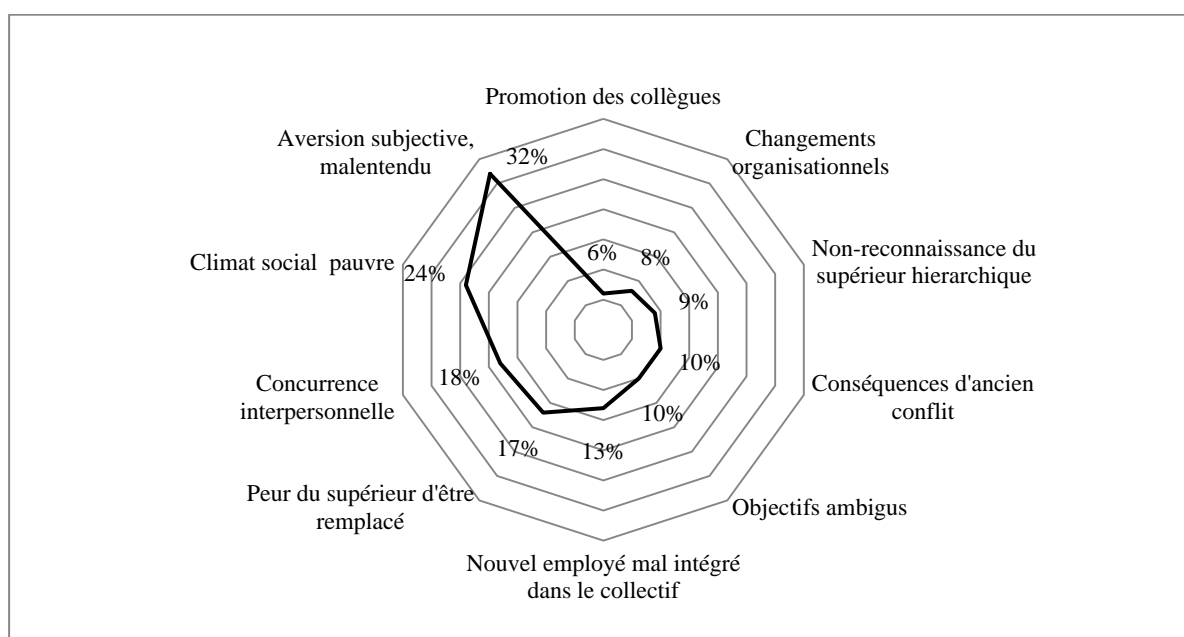 Promotion des collègues
Aversion subjective,
malentendu
32%
Changements
organisationnels
6%
8%
Climat social  pauvre
24%
9%
Non-reconnaissance du
supérieur hierarchique
Concurrence
interpersonnelle
18%
10%
Conséquences d'ancien
conflit
17%
13%
10%
Peur du supérieur d'être
remplacé
Objectifs ambigus
Nouvel employé mal intégré
dans le collectif